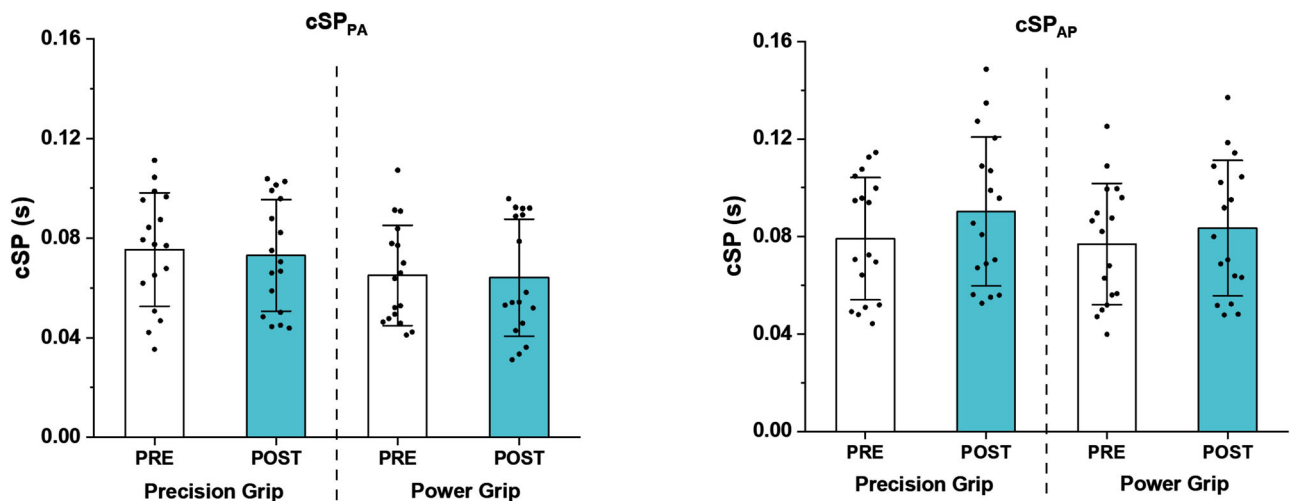 cSPPA
cSP (s)
0.16
0.12
0.08
0.04
0.00
PRE POST PRE POST
Precision Grip Power Grip
cSPAP
cSP (s)
0.16
0.12
0.08
0.04
0.00
PRE POST PRE POST
Precision Grip Power Grip